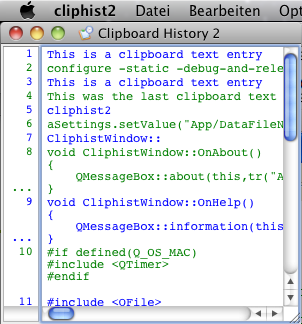 cliphist2 Datei Bearbeiten
Clipboard History 2
1 This is a clipboard text entry
2 configure -static -debug-and-rele
3 This is a clipboard text entry
4 This was the last clipboard text
5 cliphist2
6 aSettings.setValue("App/DataFileN
7 CliphistWindow::
8 void CliphistWindow::OnAbout()
{
QMessageBox::about(this,tr("A
... }
9 void CliphistWindow::OnHelp()
{
QMessageBox::information(this
... }
10 #if defined(Q_OS_MAC)
#include <QTimer>
#endif
11 #include <QFile>